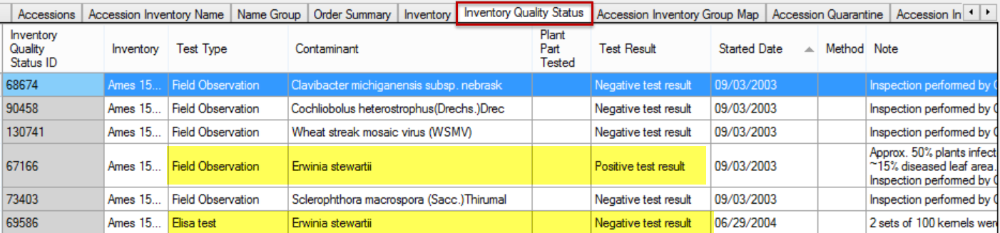 Accessions Accession Inventory Name Name Group Order Summary Inventory Inventory Quality Status Accession Inventory Group Map Accession Quarantine Accession In
Inventory Quality Status ID Inventory Test Type Contaminant Plant Part Tested Test Result Started Date Method Note
68674 Ames 15... Field Observation Clavibacter michiganensis subsp. nebrask Negative test result 09/03/2003 Inspection performed by
90458 Ames 15... Field Observation Cochliobolus heterostrophus(Drechs.)Drec Negative test result 09/03/2003 Inspection performed by
130741 Ames 15... Field Observation Wheat streak mosaic virus (WSMV) Negative test result 09/03/2003 Inspection performed by
67166 Ames 15... Field Observation Erwinia stewartii Positive test result 09/03/2003 Approx. 50% plants infect
~15% diseased leaf area.
Inspection performed by
73403 Ames 15... Field Observation Sclerophthora macrospora (Sacc.)Thirumal Negative test result 09/03/2003 Inspection performed by
69586 Ames 15... Elisa test Erwinia stewartii Negative test result 06/29/2004 2 sets of 100 kernels wer